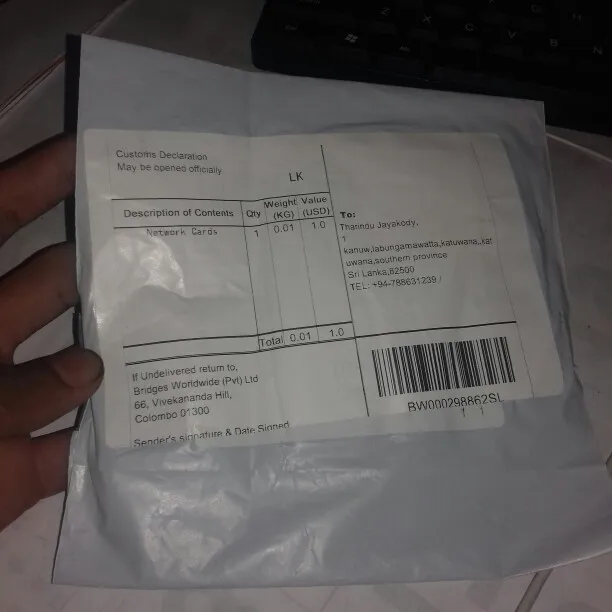 Customs Declaration
May be opened officially
LK
Description of Contents Qty Weight (KG) Value (USD)
Network Cards 1 0.01 1.0
Total 0.01 1.0
To:
Tharindu Jayakody,
1
kanuw,labungamawatta,katuwana,,kat
uwana,southern province
Sri Lanka,82500
TEL: +94-788631239 /
If Undelivered return to,
Bridges Worldwide (Pvt) Ltd
66, Vivekananda Hill,
Colombo 01300
Sender's signature & Date Signed
BW000298862SL
1 1